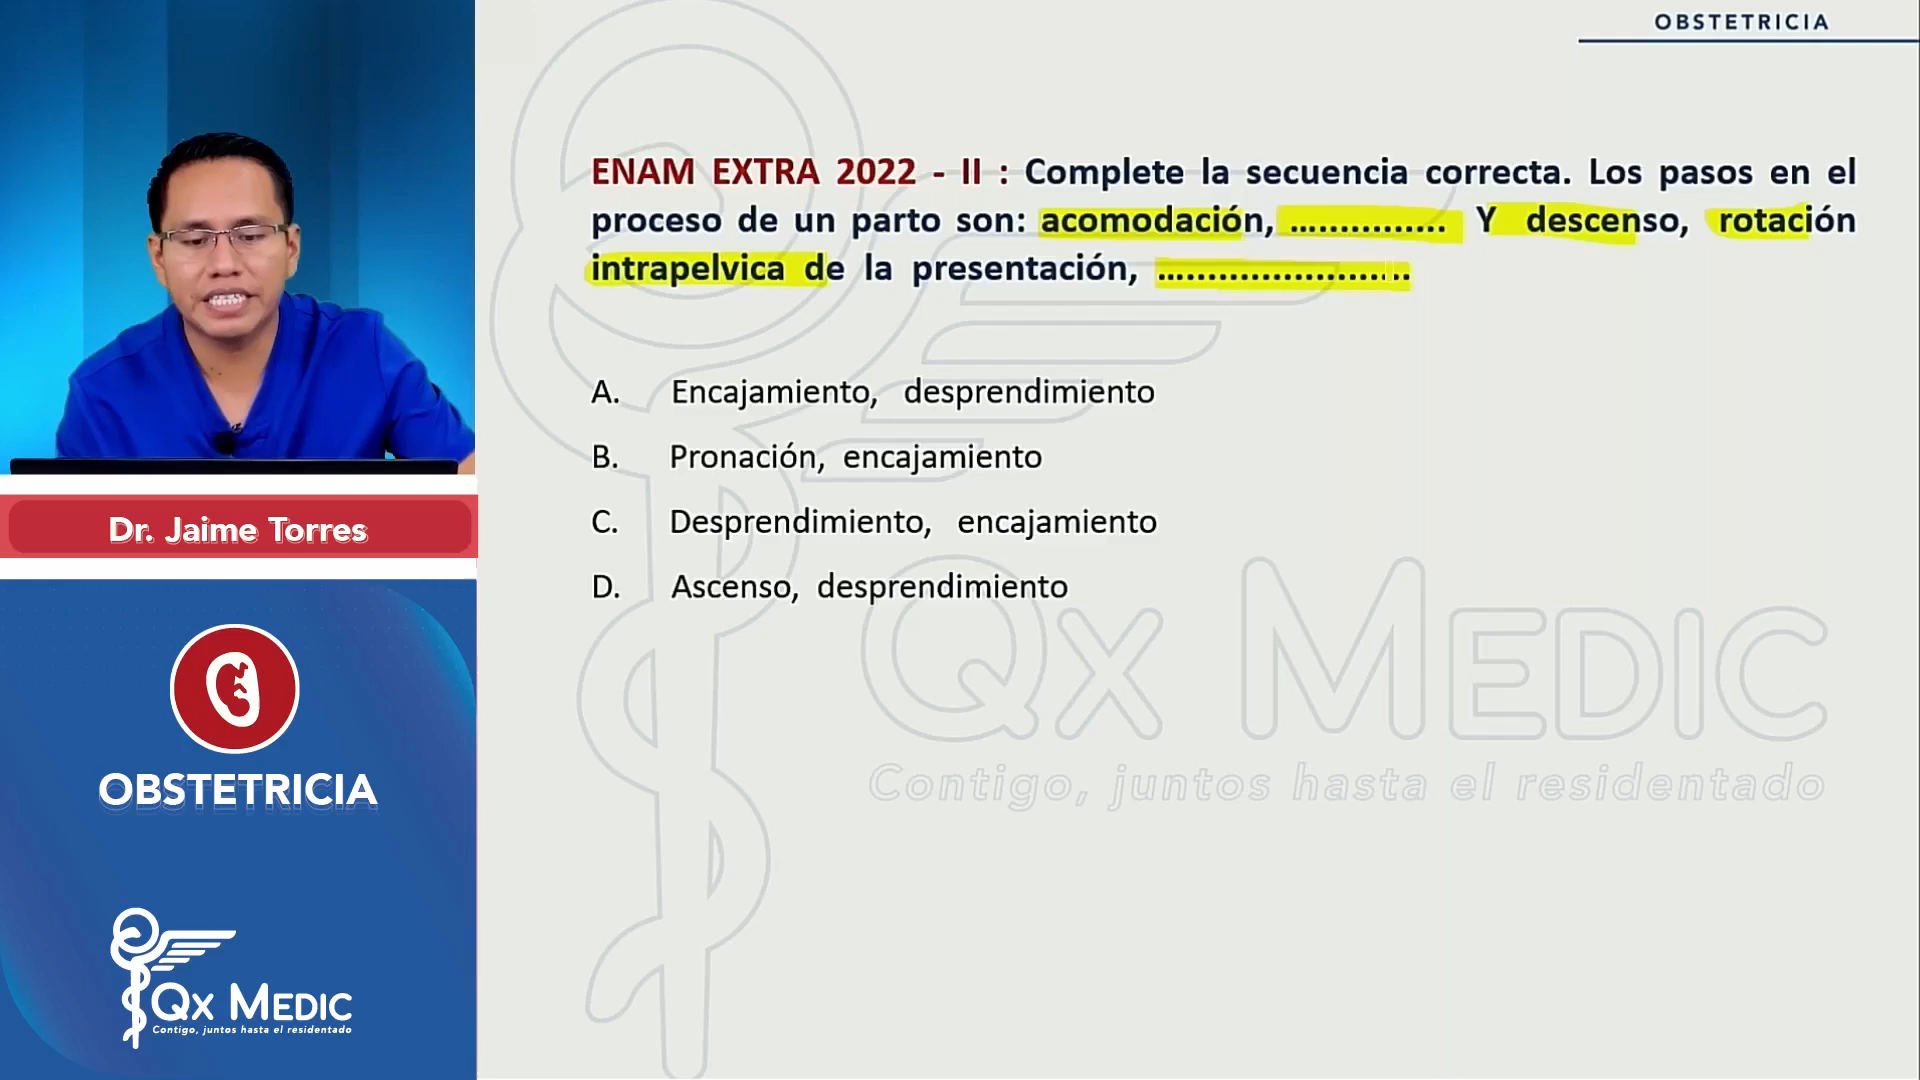 OBSTETRICIA
ENAM EXTRA 2022 - II : Complete la secuencia correcta. Los pasos en el
proceso de un parto son: acomodación, .............. Y descenso, rotación
intrapelvica de la presentación, .......................
A. Encajamiento, desprendimiento
B. Pronación, encajamiento
C. Desprendimiento, encajamiento
D. Ascenso, desprendimiento
Dr. Jaime Torres
OBSTETRICIA
QX MEDIC
Contigo, juntos hasta el residentado
QX MEDIC
Contigo, juntos hasta el residentado